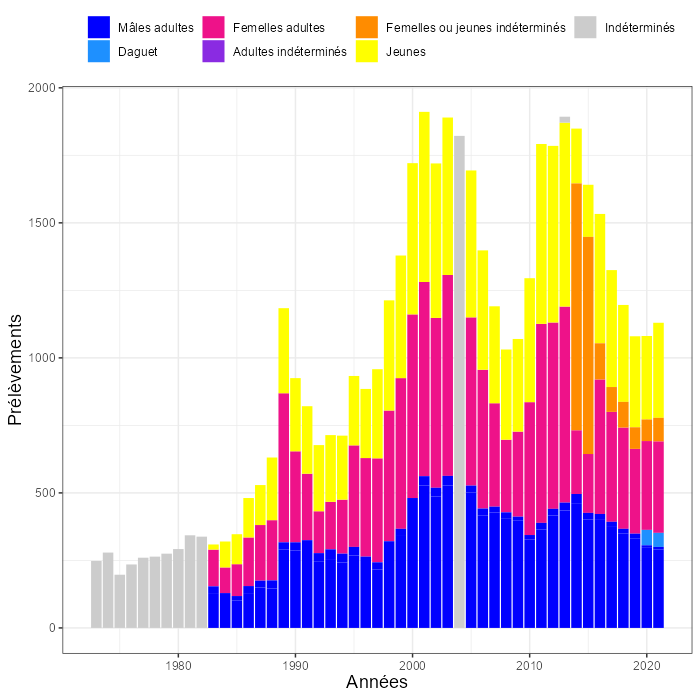 Mâles adultes Femelles adultes Femelles ou jeunes indéterminés Indéterminés
Daguet Adultes indéterminés Jeunes
2000
1500
1000
500
0
Prélèvements
1980 1990 2000 2010 2020
Années